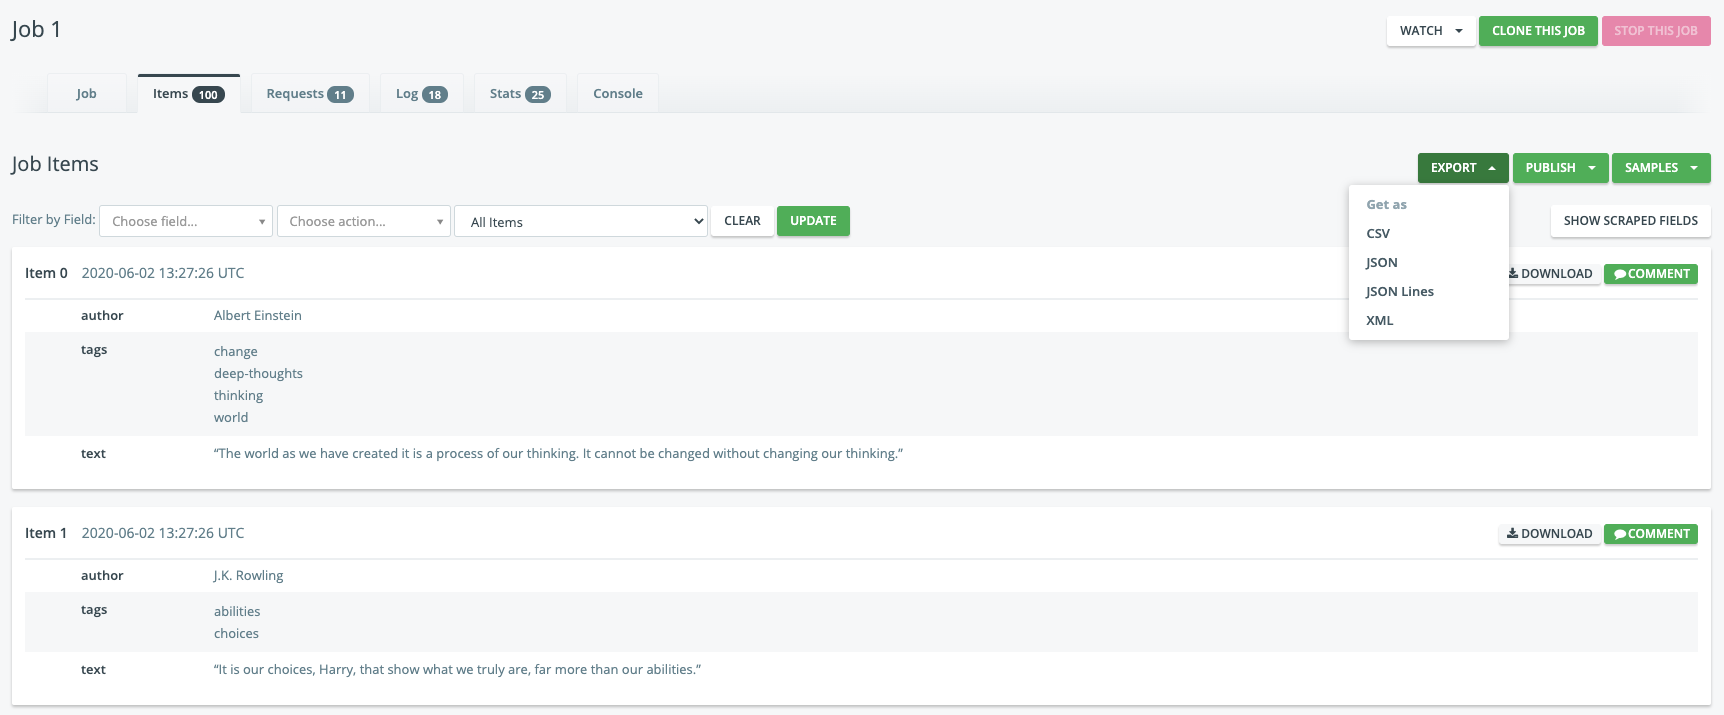 Job 1
WATCH CLONE THIS JOB STOP THIS JOB
Job Items 100 Requests 11 Log 18 Stats 25 Console
Job Items
EXPORT PUBLISH SAMPLES
Get as
CSV
JSON
JSON Lines
XML
Filter by Field: Choose field... Choose action... All Items CLEAR UPDATE SHOW SCRAPED FIELDS
Item 0 2020-06-02 13:27:26 UTC DOWNLOAD COMMENT
author Albert Einstein
tags change
deep-thoughts
thinking
world
text “The world as we have created it is a process of our thinking. It cannot be changed without changing our thinking.”
Item 1 2020-06-02 13:27:26 UTC DOWNLOAD COMMENT
author J.K. Rowling
tags abilities
choices
text “It is our choices, Harry, that show what we truly are, far more than our abilities.”